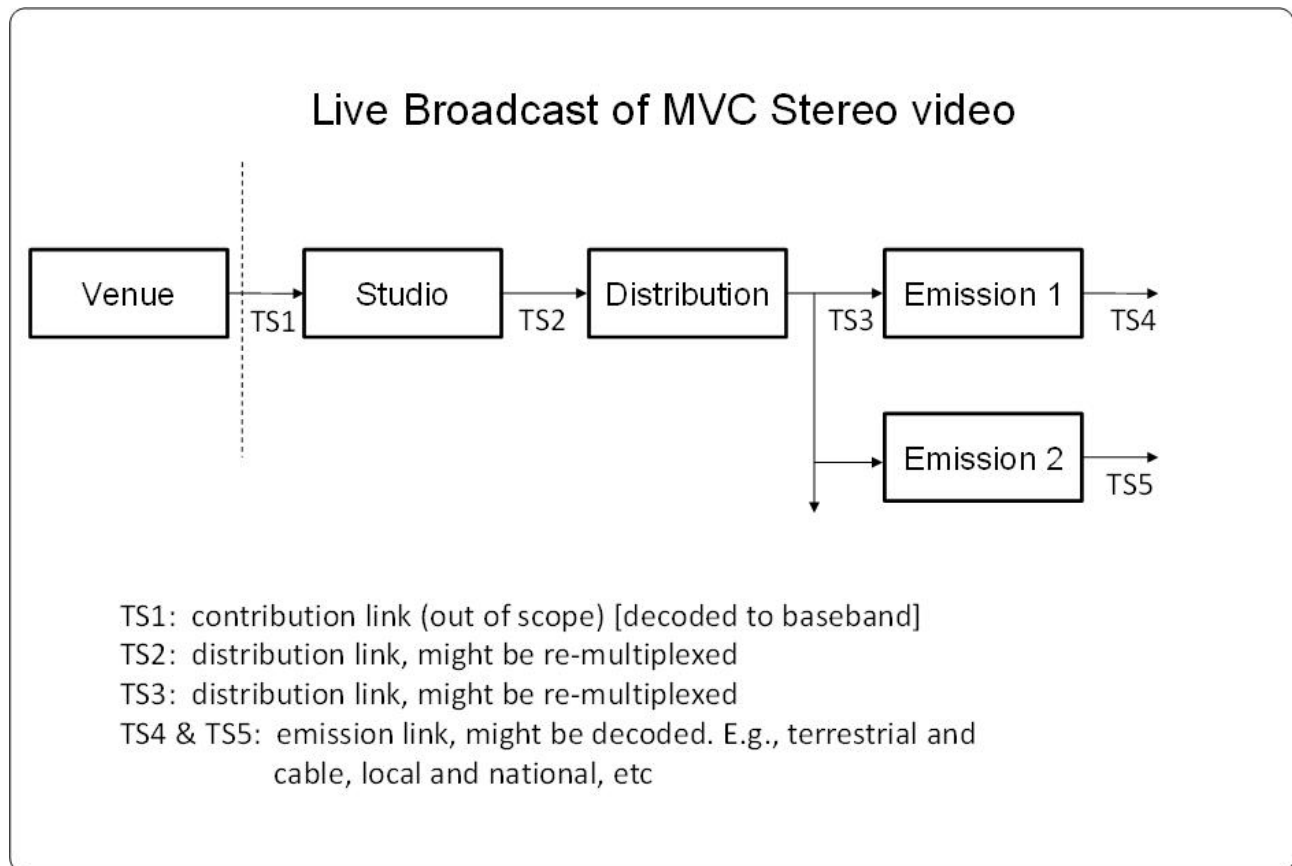 Live Broadcast of MVC Stereo video
Venue
TS1
Studio
TS2
Distribution
TS3
Emission 1
TS4
Emission 2
TS5
TS1: contribution link (out of scope) [decoded to baseband]
TS2: distribution link, might be re-multiplexed
TS3: distribution link, might be re-multiplexed
TS4 & TS5: emission link, might be decoded. E.g., terrestrial and
cable, local and national, etc